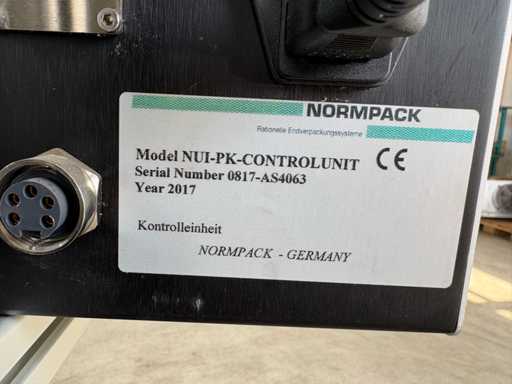 NORMPACK
Rationelle Endverpackungssysteme
Model NUI-PK-CONTROLUNIT CE
Serial Number 0817-AS4063
Year 2017
Kontrolleinheit
NORMPACK - GERMANY